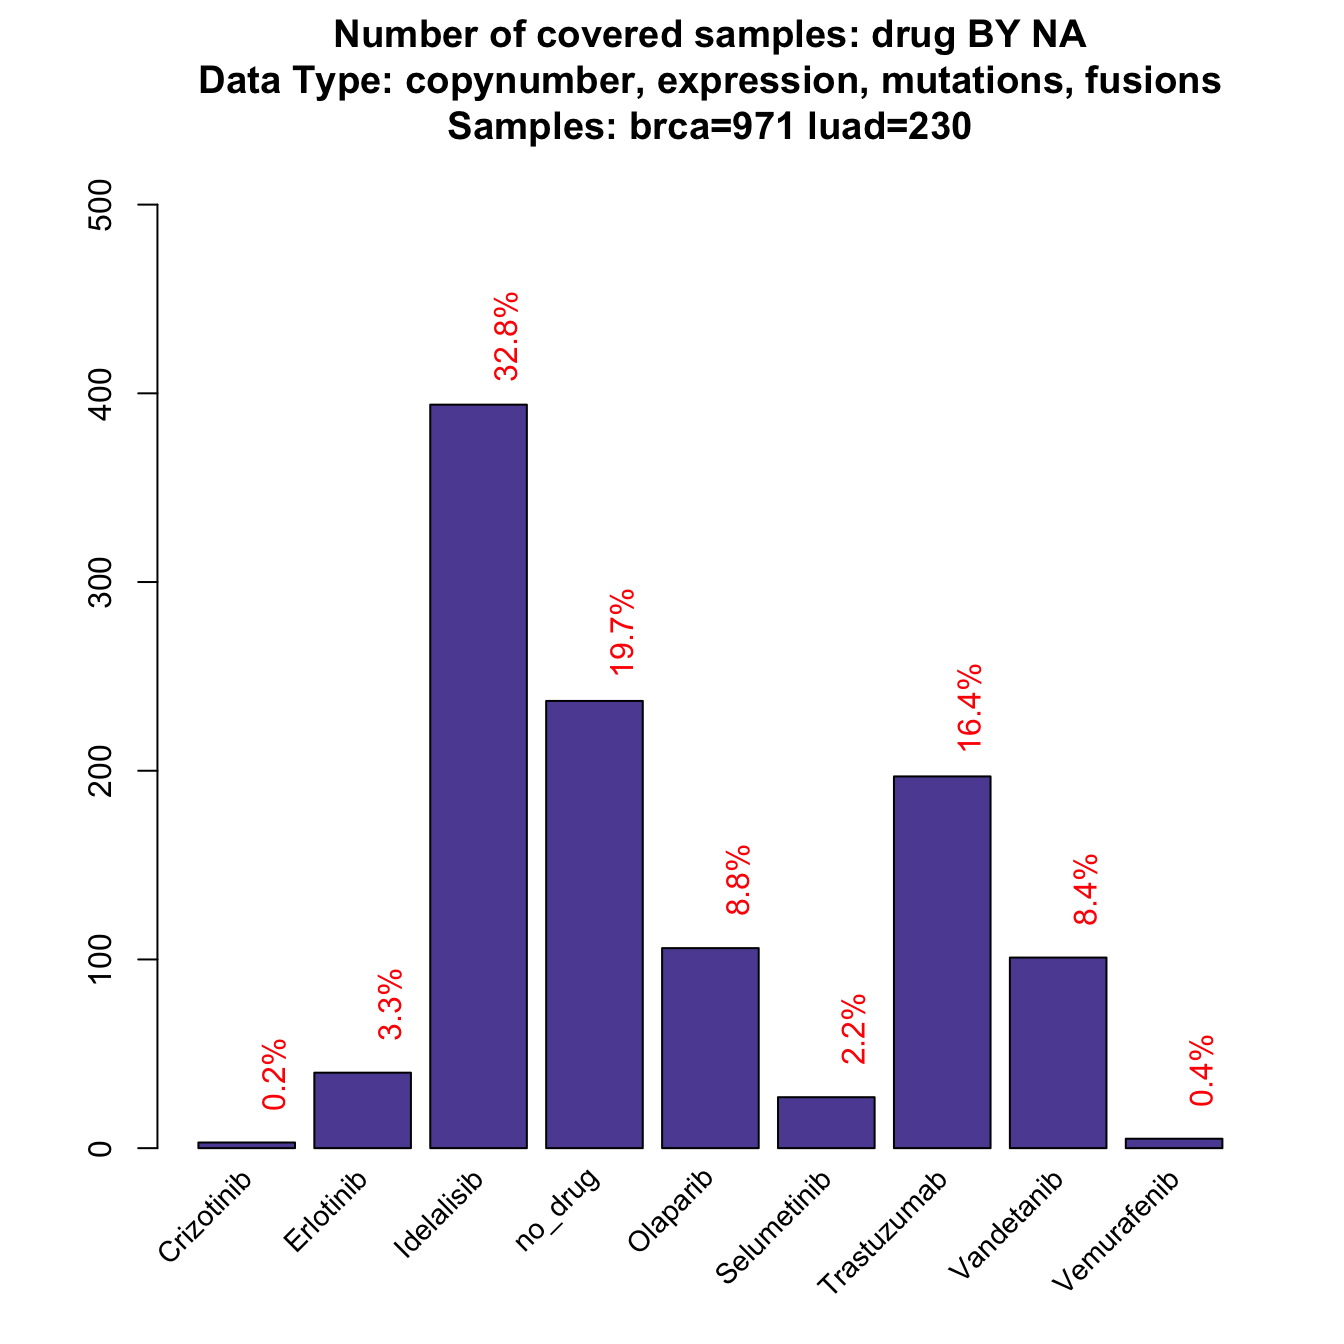 Number of covered samples: drug BY NA
Data Type: copynumber, expression, mutations, fusions
Samples: brca=971 luad=230
500
400
300
200
100
0
0.2%
3.3%
32.8%
19.7%
8.8%
2.2%
16.4%
8.4%
0.4%
Crizotinib
Erlotinib
Idelalisib
no_drug
Olaparib
Selumetinib
Trastuzumab
Vandetanib
Vemurafenib